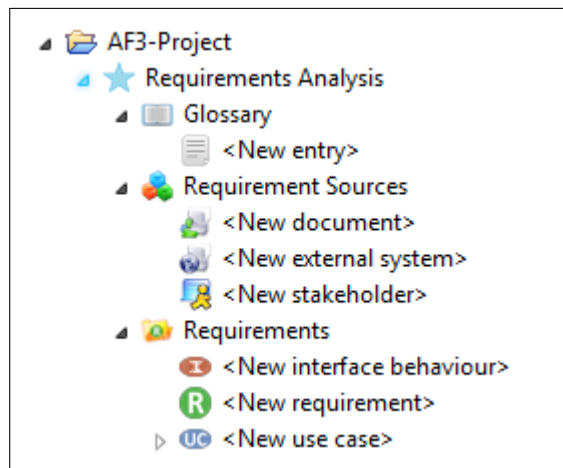 AF3-Project
Requirements Analysis
Glossary
<New entry>
Requirement Sources
<New document>
<New external system>
<New stakeholder>
Requirements
I <New interface behaviour>
R <New requirement>
UC <New use case>